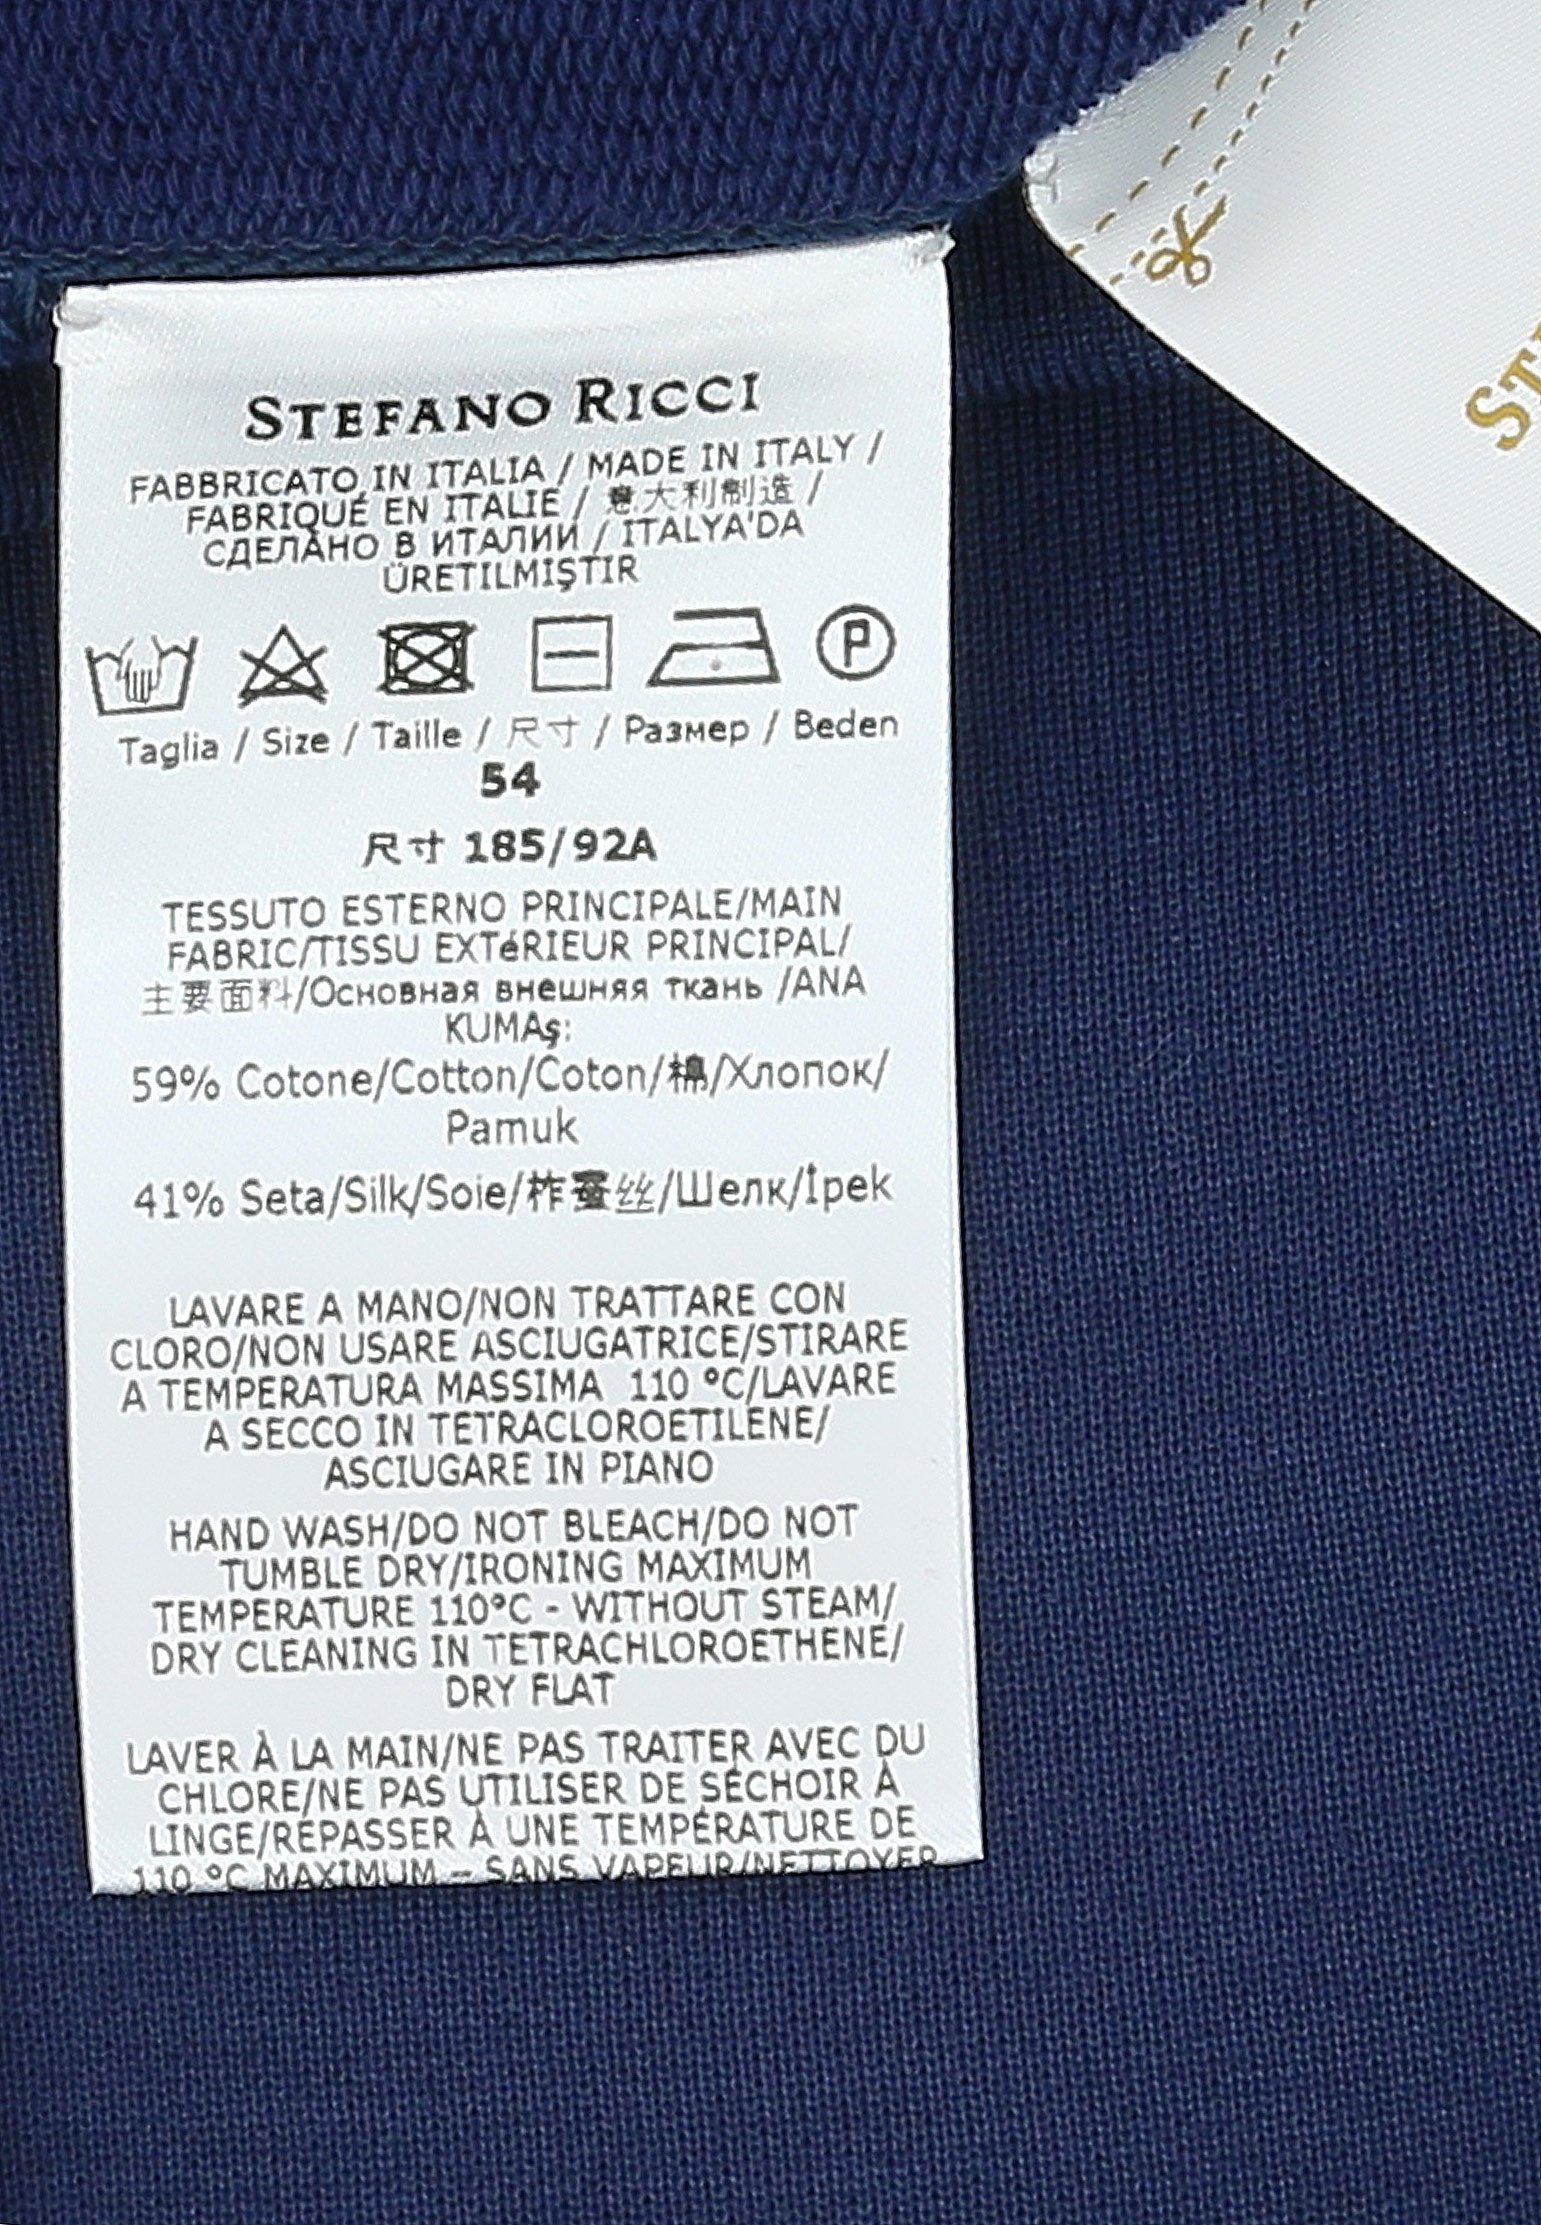 STEFANO RICCI
FABBRICATO IN ITALIA / MADE IN ITALY /
FABRIQUÉ EN ITALIE / 意大利制造 /
СДЕЛАНО В ИТАЛИИ / ITALYA'DA
ÜRETILMIŞTIR
P
Taglia / Size / Taille / 尺寸 / Размер / Beden
54
尺寸 185/92A
TESSUTO ESTERNO PRINCIPALE/MAIN
FABRIC/TISSU EXTéRIEUR PRINCIPAL/
主要面料/Основная внешняя ткань /ANA
KUMAş:
59% Cotone/Cotton/Coton/棉/Хлопок/
Pamuk
41% Seta/Silk/Soie/柞蚕丝/Шелк/İpek
LAVARE A MANO/NON TRATTARE CON
CLORO/NON USARE ASCIUGATRICE/STIRARE
A TEMPERATURA MASSIMA 110 °C/LAVARE
A SECCO IN TETRACLOROETILENE/
ASCIUGARE IN PIANO
HAND WASH/DO NOT BLEACH/DO NOT
TUMBLE DRY/IRONING MAXIMUM
TEMPERATURE 110°C - WITHOUT STEAM/
DRY CLEANING IN TETRACHLOROETHENE/
DRY FLAT
LAVER À LA MAIN/NE PAS TRAITER AVEC DU
CHLORE/NE PAS UTILISER DE SÉCHOIR À
LINGE/REPASSER À UNE TEMPÉRATURE DE
110 °C MAXIMUM – SANS VAPEUR/NETTOYER
ST